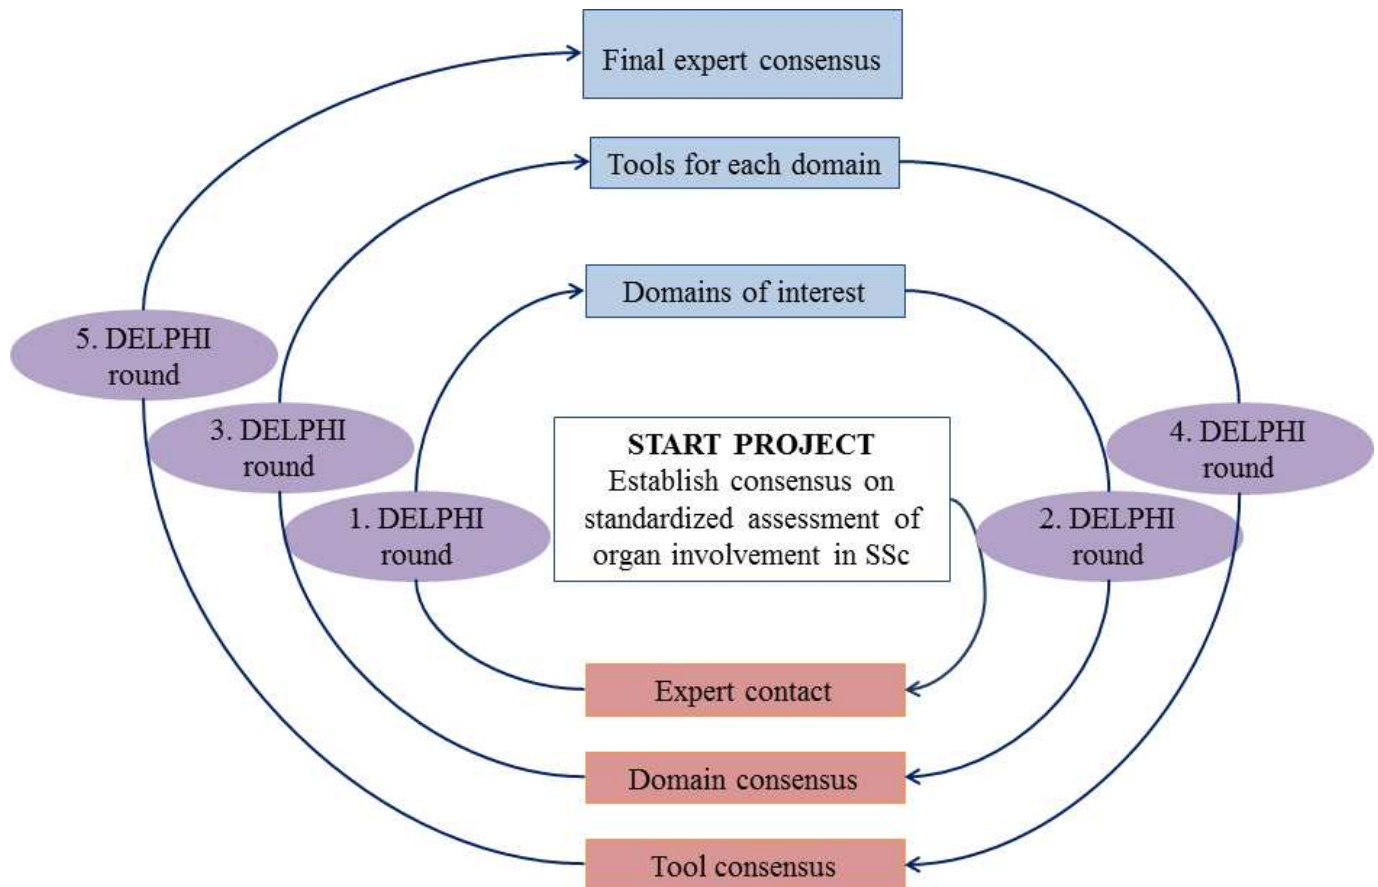 Final expert consensus
Tools for each domain
Domains of interest
5. DELPHI
round
3. DELPHI
round
1. DELPHI
round
START PROJECT
Establish consensus on
standardized assessment of
organ involvement in SSc
4. DELPHI
round
2. DELPHI
round
Expert contact
Domain consensus
Tool consensus